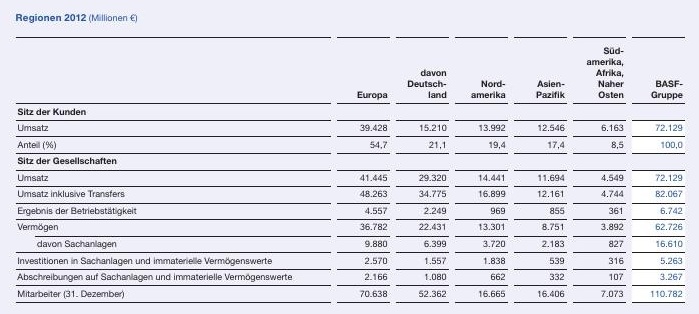 Regionen 2012 (Millionen €)
Europa davon Deutsch-land Nord-amerika Asien-Pazifik Süd-amerika, Afrika, Naher Osten BASF-Gruppe
Sitz der Kunden
Umsatz 39.428 15.210 13.992 12.546 6.163 72.129
Anteil (%) 54,7 21,1 19,4 17,4 8,5 100,0
Sitz der Gesellschaften
Umsatz 41.445 29.320 14.441 11.694 4.549 72.129
Umsatz inklusive Transfers 48.263 34.775 16.899 12.161 4.744 82.067
Ergebnis der Betriebstätigkeit 4.557 2.249 969 855 361 6.742
Vermögen 36.782 22.431 13.301 8.751 3.892 62.726
davon Sachanlagen 9.880 6.399 3.720 2.183 827 16.610
Investitionen in Sachanlagen und immaterielle Vermögenswerte 2.570 1.557 1.838 539 316 5.263
Abschreibungen auf Sachanlagen und immaterielle Vermögenswerte 2.166 1.080 662 332 107 3.267
Mitarbeiter (31. Dezember) 70.638 52.362 16.665 16.406 7.073 110.782